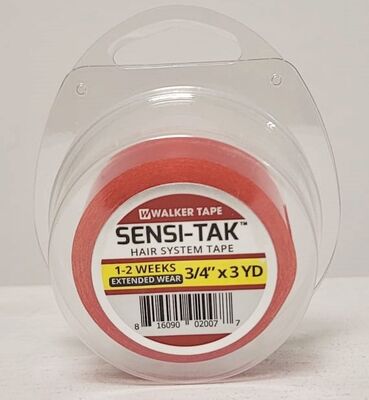 WALKER TAPE
SENSI-TAK™
HAIR SYSTEM TAPE
1-2 WEEKS
EXTENDED WEAR
3/4" x 3 YD
8 16090 02007 7